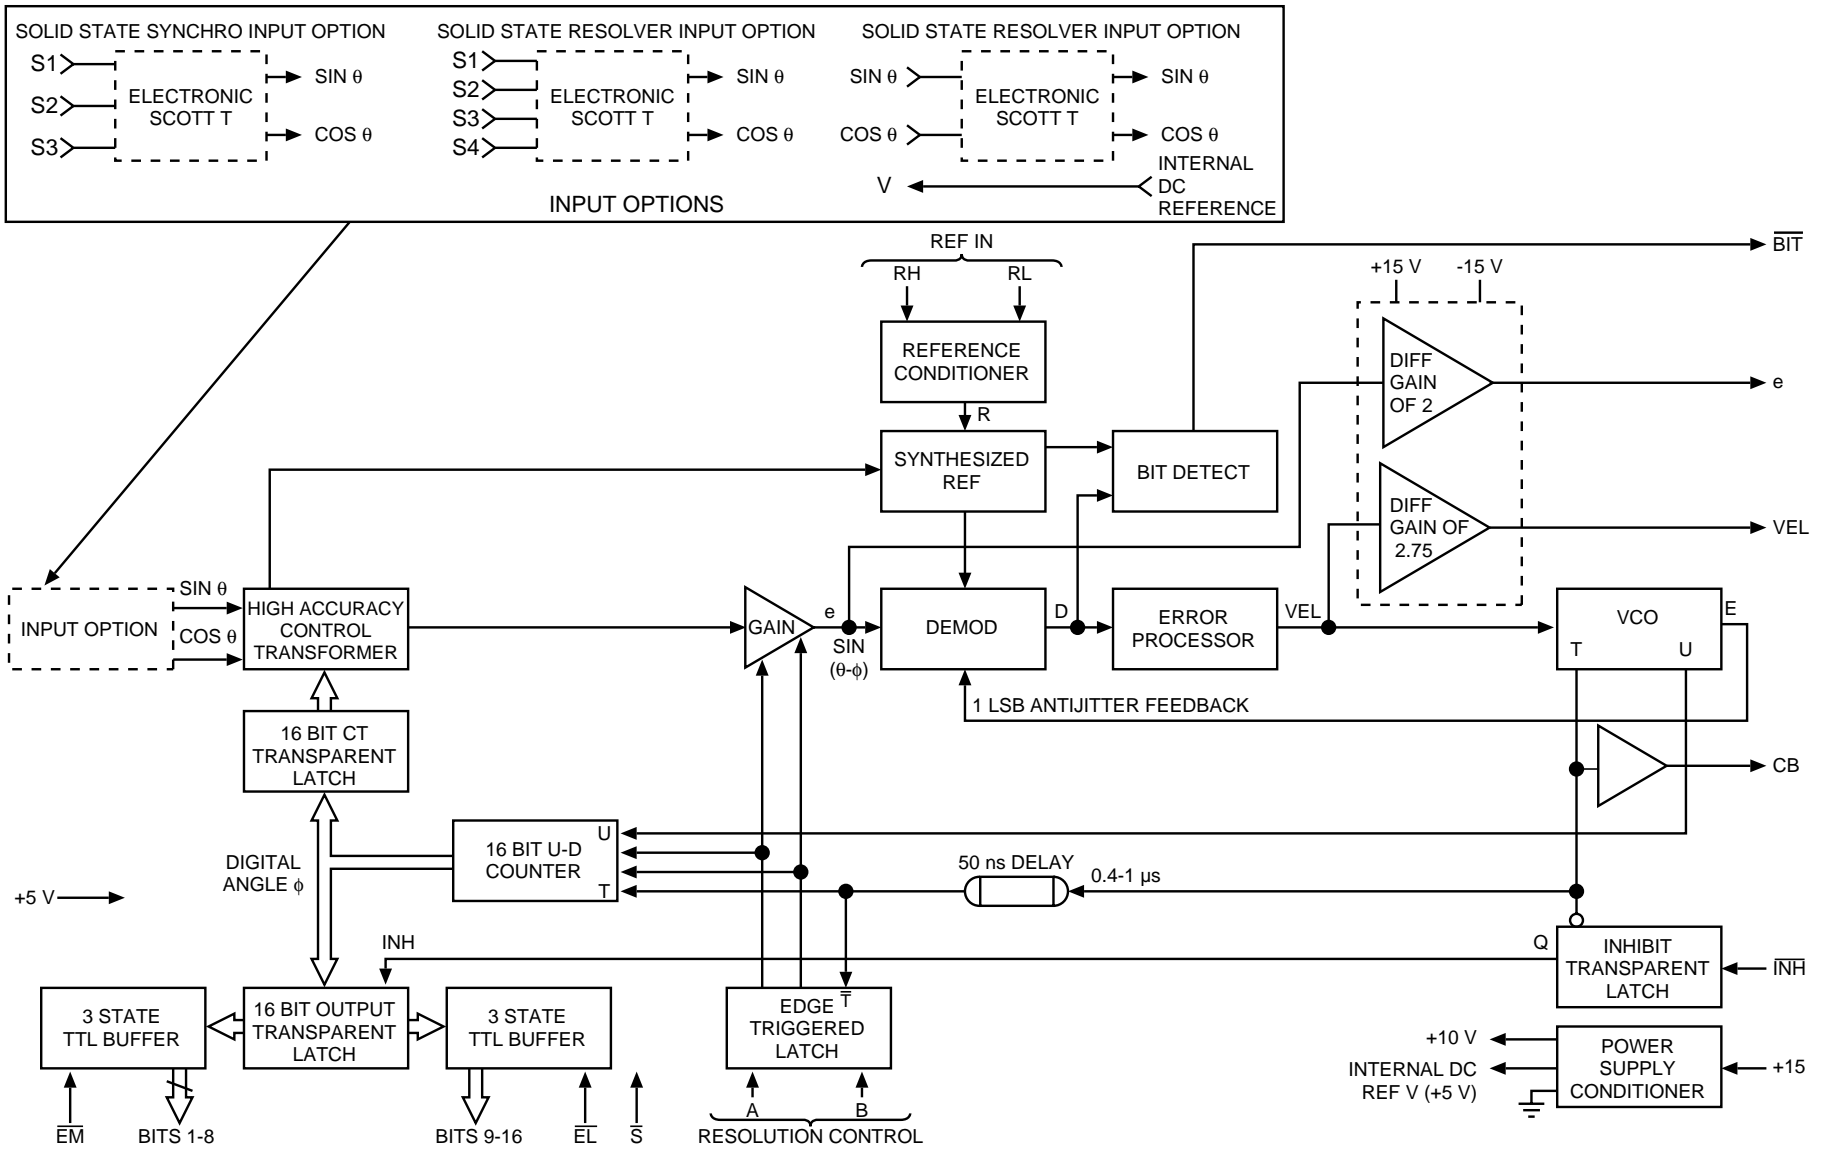 SOLID STATE SYNCHRO INPUT OPTION
S1
S2
S3
ELECTRONIC
SCOTT T
SIN θ
COS θ
SOLID STATE RESOLVER INPUT OPTION
S1
S2
S3
S4
ELECTRONIC
SCOTT T
SIN θ
COS θ
SOLID STATE RESOLVER INPUT OPTION
SIN θ
COS θ
ELECTRONIC
SCOTT T
SIN θ
COS θ
V
INTERNAL
DC
REFERENCE
INPUT OPTIONS
REF IN
RH
RL
REFERENCE
CONDITIONER
R
SYNTHESIZED
REF
BIT DETECT
B̅I̅T̅
+15 V
-15 V
DIFF
GAIN
OF 2
e
DIFF
GAIN OF
2.75
VEL
INPUT OPTION
SIN θ
COS θ
HIGH ACCURACY
CONTROL
TRANSFORMER
GAIN
e
SIN
(θ-ϕ)
DEMOD
D
ERROR
PROCESSOR
VEL
VCO
T
U
E
1 LSB ANTIJITTER FEEDBACK
16 BIT CT
TRANSPARENT
LATCH
CB
DIGITAL
ANGLE ϕ
16 BIT U-D
COUNTER
U
T
50 ns DELAY
0.4-1 µs
+5 V
INH
Q
INHIBIT
TRANSPARENT
LATCH
I̅N̅H̅
3 STATE
TTL BUFFER
16 BIT OUTPUT
TRANSPARENT
LATCH
3 STATE
TTL BUFFER
EDGE T̿
TRIGGERED
LATCH
+10 V
INTERNAL DC
REF V (+5 V)
POWER
SUPPLY
CONDITIONER
+15
E̅M̅
BITS 1-8
BITS 9-16
E̅L̅
S̅
A
B
RESOLUTION CONTROL